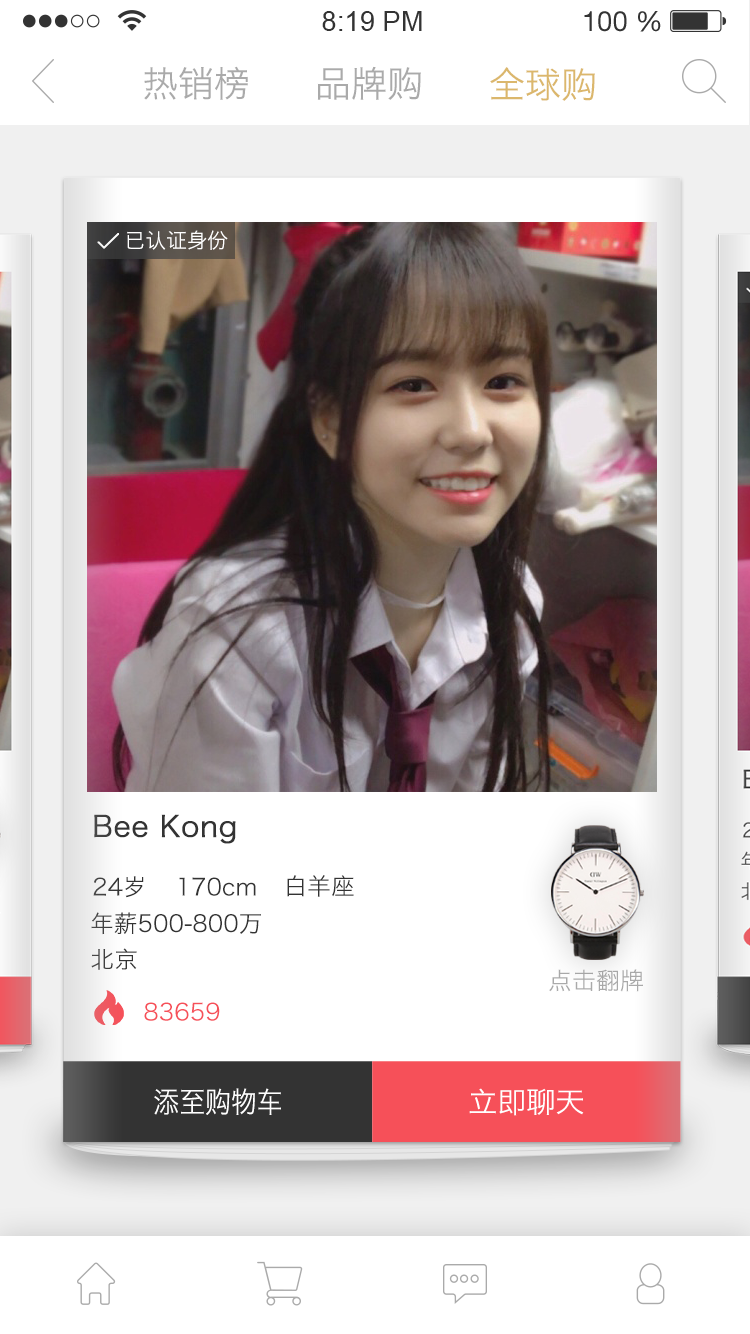 8:19 PM
100 %
热销榜 品牌购 全球购
已认证身份
Bee Kong
24岁 170cm 白羊座
年薪500-800万
北京
点击翻牌
83659
添至购物车 立即聊天